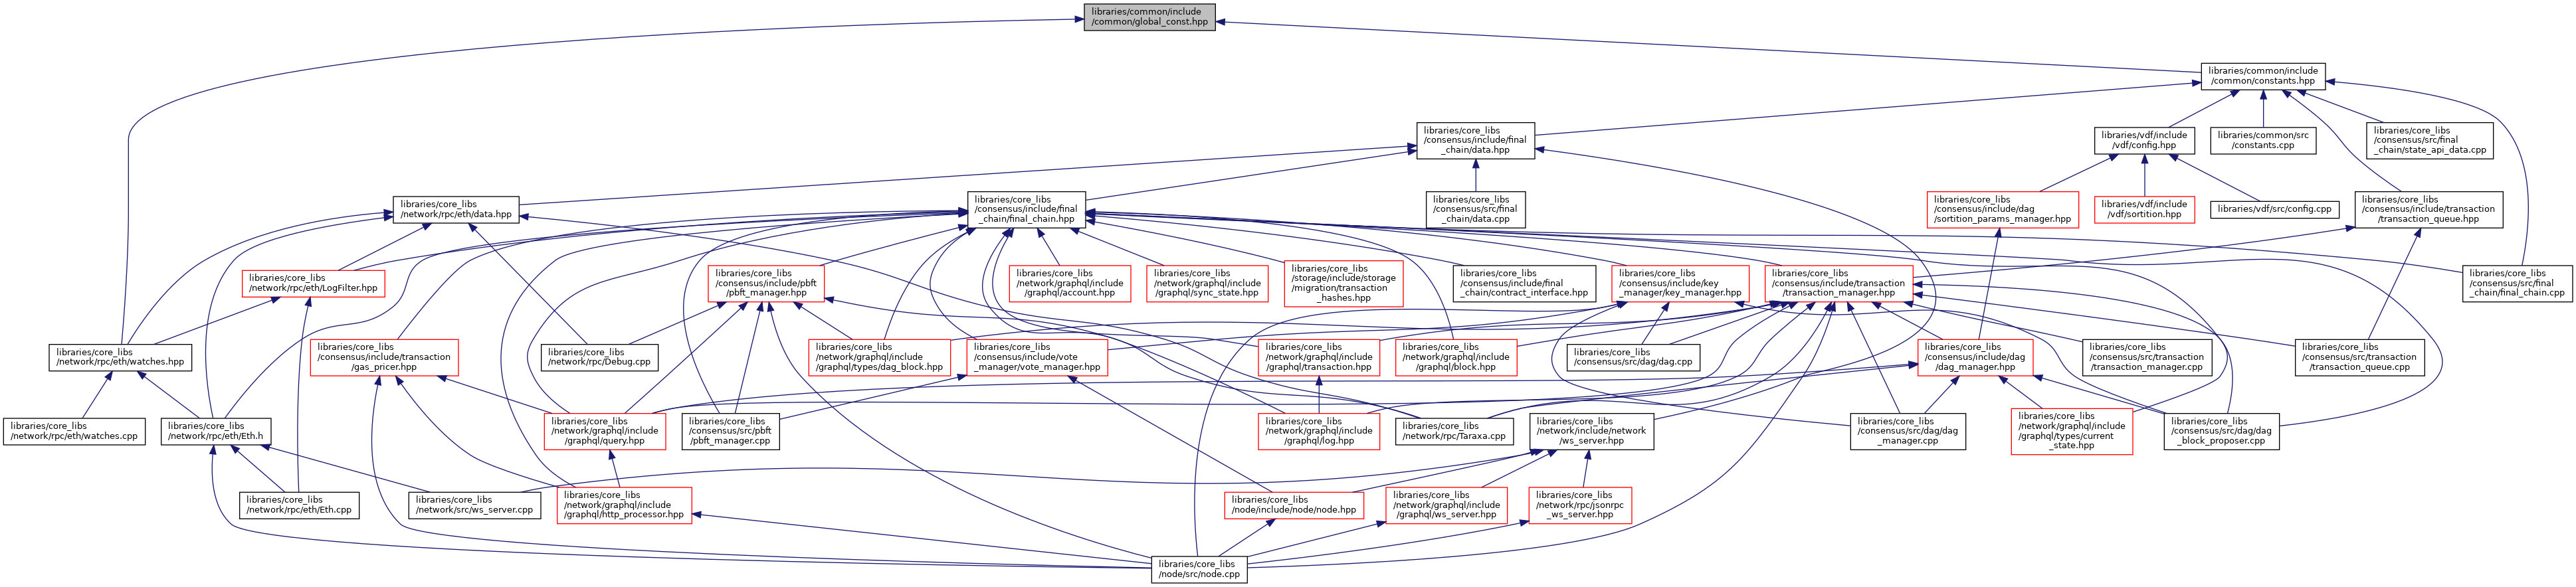 libraries/common/include
/common/global_const.hpp
libraries/common/include
/common/constants.hpp
libraries/core_libs
/consensus/include/final
_chain/data.hpp
libraries/vdf/include
/vdf/config.hpp
libraries/common/src
/constants.cpp
libraries/core_libs
/consensus/src/final
_chain/state_api_data.cpp
libraries/core_libs
/network/rpc/eth/data.hpp
libraries/core_libs
/consensus/include/final
_chain/final_chain.hpp
libraries/core_libs
/consensus/src/final
_chain/data.cpp
libraries/core_libs
/consensus/include/dag
/sortition_params_manager.hpp
libraries/vdf/include
/vdf/sortition.hpp
libraries/vdf/src/config.cpp
libraries/core_libs
/consensus/include/transaction
/transaction_queue.hpp
libraries/core_libs
/network/rpc/eth/LogFilter.hpp
libraries/core_libs
/consensus/include/pbft
/pbft_manager.hpp
libraries/core_libs
/network/graphql/include
/graphql/account.hpp
libraries/core_libs
/network/graphql/include
/graphql/sync_state.hpp
libraries/core_libs
/storage/include/storage
/migration/transaction
_hashes.hpp
libraries/core_libs
/consensus/include/final
_chain/contract_interface.hpp
libraries/core_libs
/consensus/include/key
_manager/key_manager.hpp
libraries/core_libs
/consensus/include/transaction
/transaction_manager.hpp
libraries/core_libs
/consensus/src/final
_chain/final_chain.cpp
libraries/core_libs
/network/rpc/eth/watches.hpp
libraries/core_libs
/consensus/include/transaction
/gas_pricer.hpp
libraries/core_libs
/network/rpc/Debug.cpp
libraries/core_libs
/network/graphql/include
/graphql/types/dag_block.hpp
libraries/core_libs
/consensus/include/vote
_manager/vote_manager.hpp
libraries/core_libs
/network/graphql/include
/graphql/transaction.hpp
libraries/core_libs
/network/graphql/include
/graphql/block.hpp
libraries/core_libs
/consensus/src/dag/dag.cpp
libraries/core_libs
/consensus/include/dag
/dag_manager.hpp
libraries/core_libs
/consensus/src/transaction
/transaction_manager.cpp
libraries/core_libs
/consensus/src/transaction
/transaction_queue.cpp
libraries/core_libs
/network/rpc/eth/watches.cpp
libraries/core_libs
/network/rpc/eth/Eth.h
libraries/core_libs
/network/graphql/include
/graphql/query.hpp
libraries/core_libs
/consensus/src/pbft
/pbft_manager.cpp
libraries/core_libs
/network/graphql/include
/graphql/log.hpp
libraries/core_libs
/network/rpc/Taraxa.cpp
libraries/core_libs
/network/include/network
/ws_server.hpp
libraries/core_libs
/consensus/src/dag/dag
_manager.cpp
libraries/core_libs
/network/graphql/include
/graphql/types/current
_state.hpp
libraries/core_libs
/consensus/src/dag/dag
_block_proposer.cpp
libraries/core_libs
/network/rpc/eth/Eth.cpp
libraries/core_libs
/network/src/ws_server.cpp
libraries/core_libs
/network/graphql/include
/graphql/http_processor.hpp
libraries/core_libs
/node/include/node/node.hpp
libraries/core_libs
/network/graphql/include
/graphql/ws_server.hpp
libraries/core_libs
/network/rpc/jsonrpc
_ws_server.hpp
libraries/core_libs
/node/src/node.cpp